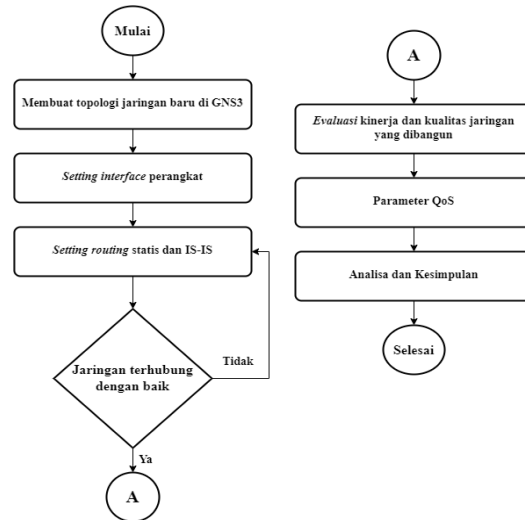 Mulai
Membuat topologi jaringan baru di GNS3
Setting interface perangkat
Setting routing statis dan IS-IS
Jaringan terhubung
dengan baik
Tidak
Ya
A
A
Evaluasi kinerja dan kualitas jaringan
yang dibangun
Parameter QoS
Analisa dan Kesimpulan
Selesai